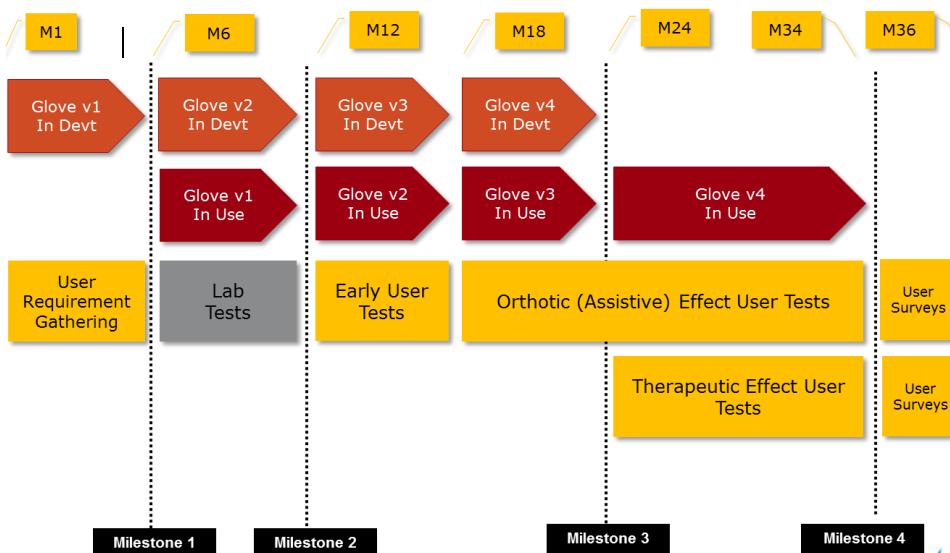 M1
M6
M12
M18
M24
M34
M36
Glove v1
In Devt
Glove v2
In Devt
Glove v3
In Devt
Glove v4
In Devt
Glove v1
In Use
Glove v2
In Use
Glove v3
In Use
Glove v4
In Use
User
Requirement
Gathering
Lab
Tests
Early User
Tests
Orthotic (Assistive) Effect User Tests
User
Surveys
Therapeutic Effect User
Tests
User
Surveys
Milestone 1
Milestone 2
Milestone 3
Milestone 4